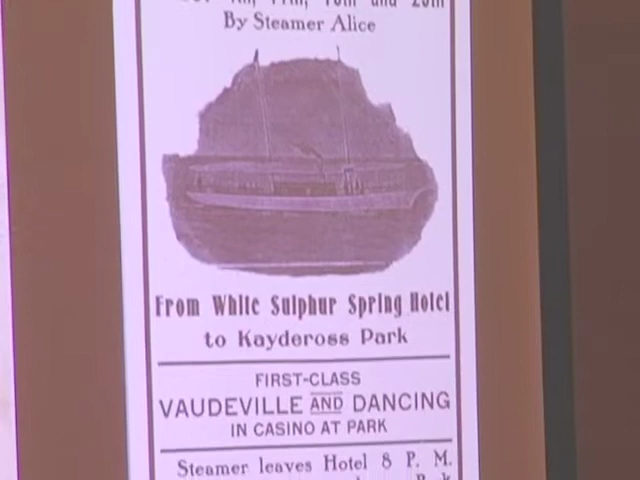 and
By Steamer Alice
From White Sulphur Spring Hotel
to Kaydeross Park
FIRST-CLASS
VAUDEVILLE AND DANCING
IN CASINO AT PARK
Steamer leaves Hotel 8 P. M.